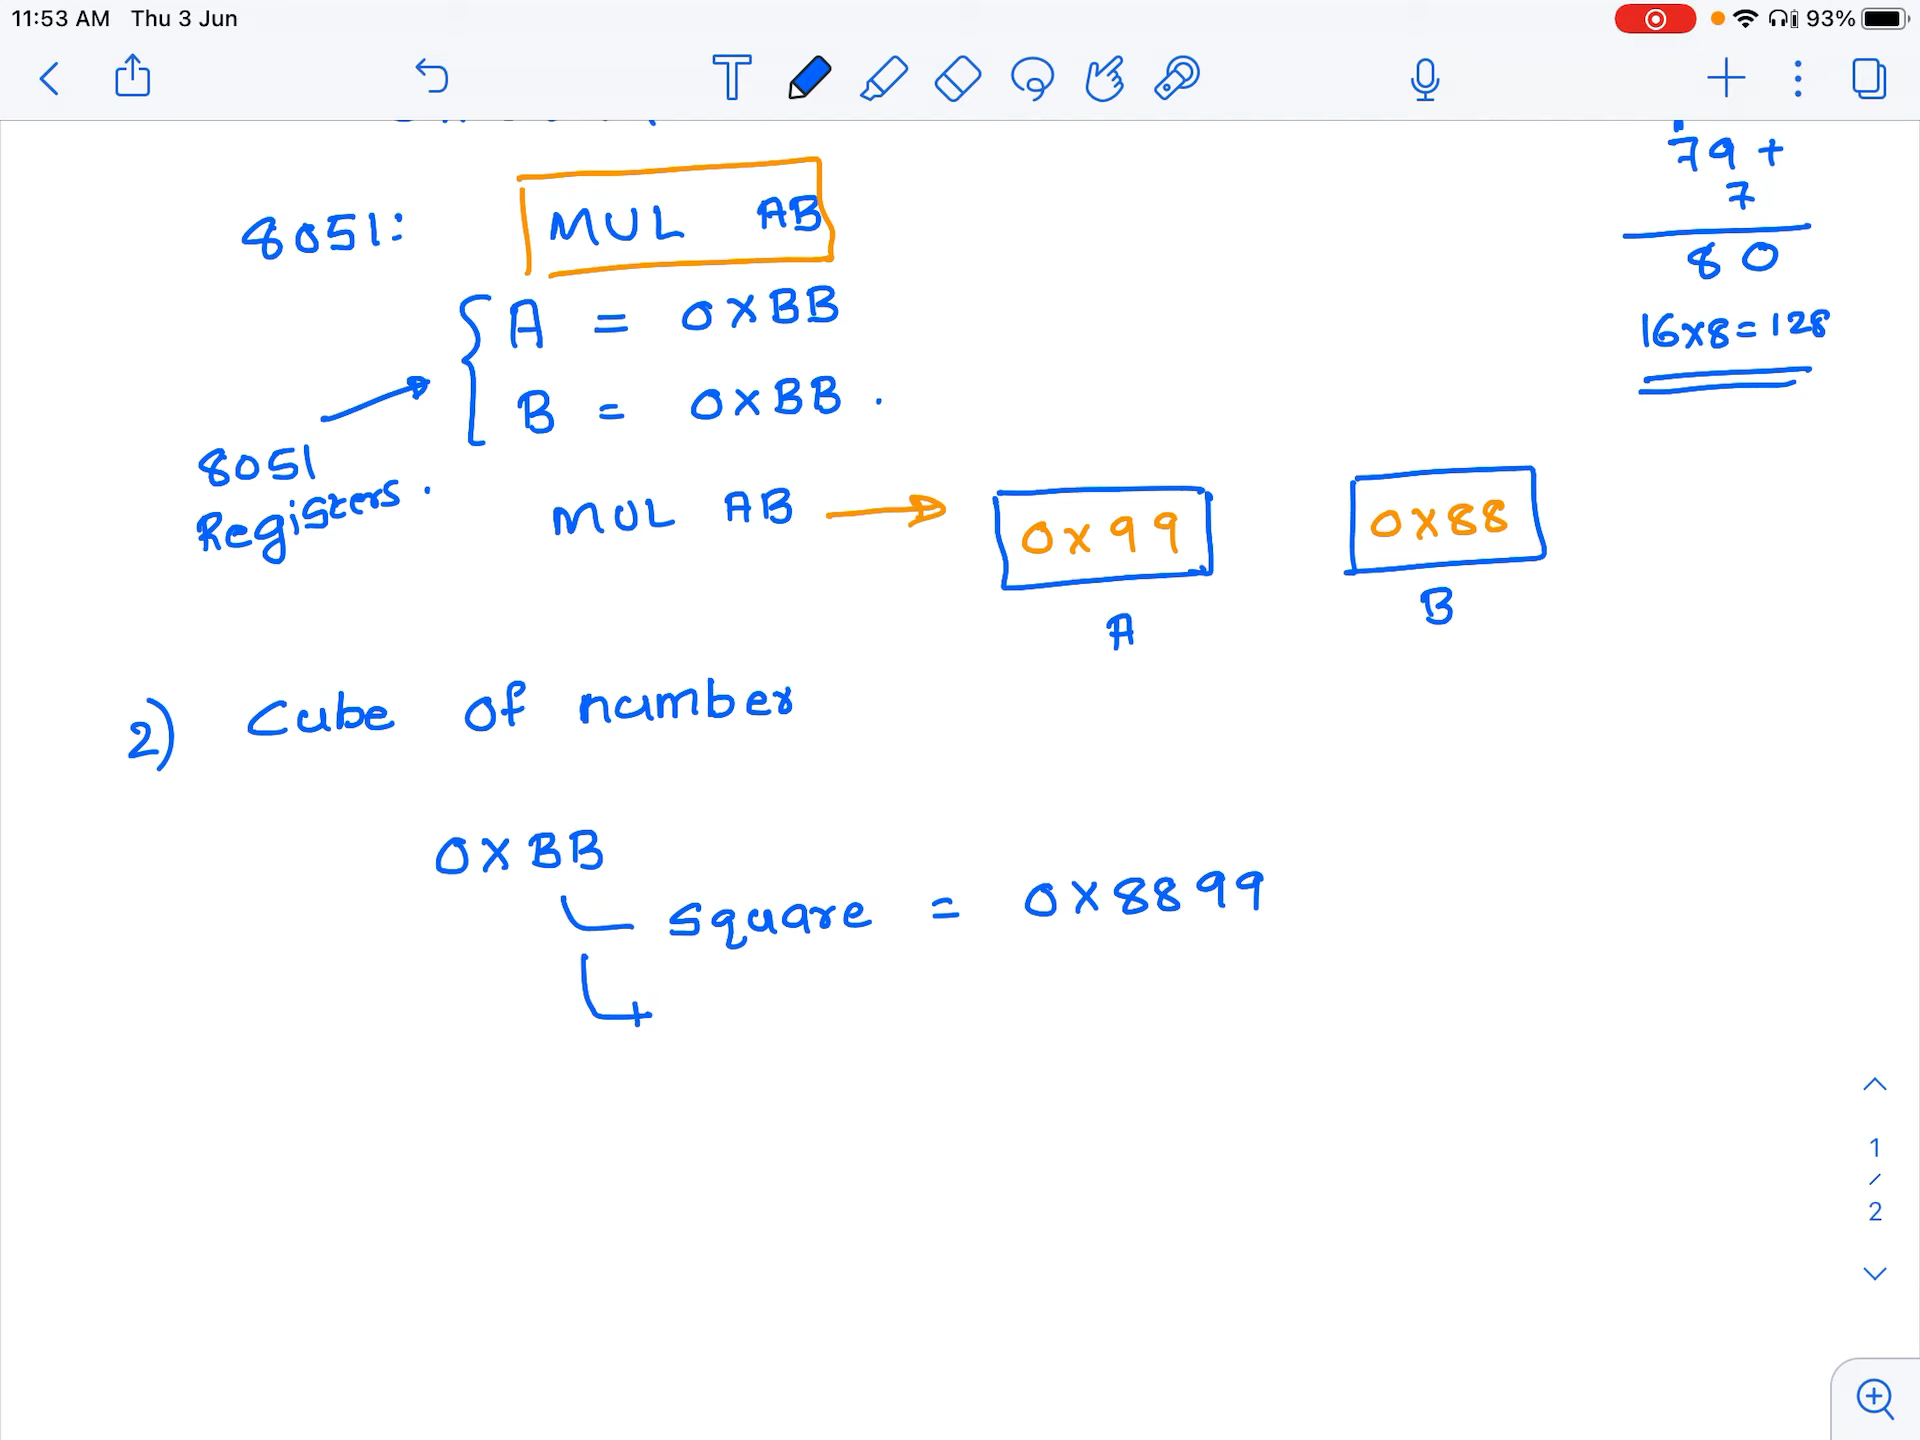 11:53 AM Thu 3 Jun
93%
T
79 +
7
80
16x8=128
8051: MUL AB
A = 0XBB
B = 0XBB .
8051
Registers.
MUL AB
0x99
0X88
A
B
2) Cube of number
0XBB
square = 0X8899
1
/
2